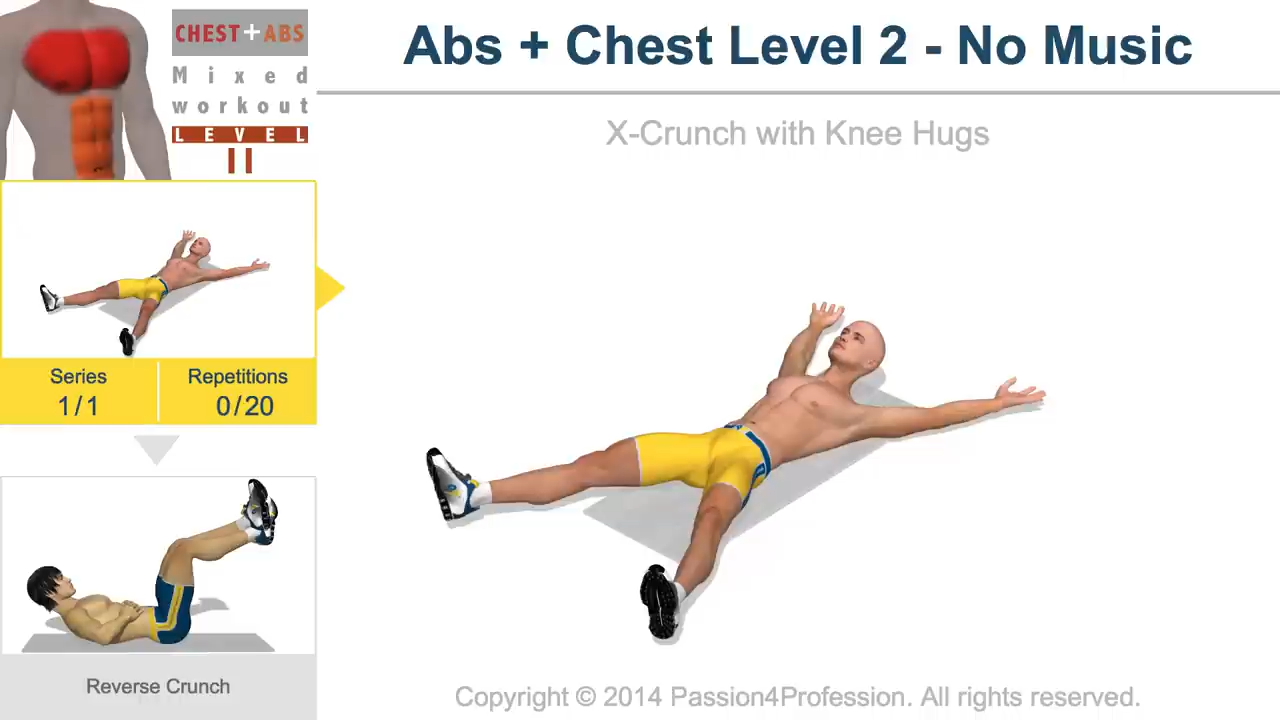 CHEST+ABS
Mixed
workout
LEVEL
II
Abs + Chest Level 2 - No Music
X-Crunch with Knee Hugs
Series
1/1
Repetitions
0/20
Reverse Crunch
Copyright © 2014 Passion4Profession. All rights reserved.